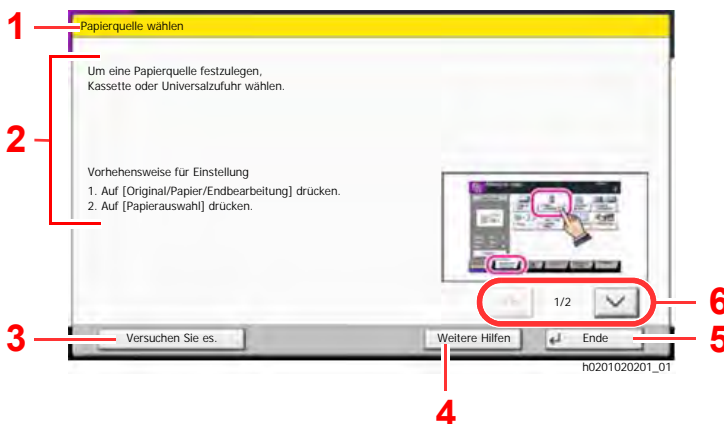 1
Papierquelle wählen
2
Um eine Papierquelle festzulegen,
Kassette oder Universalzufuhr wählen.
Vorhehensweise für Einstellung
1. Auf [Original/Papier/Endbearbeitung] drücken.
2. Auf [Papierauswahl] drücken.
1/2
6
3
Versuchen Sie es.
Weitere Hilfen
Ende
5
h0201020201_01
4